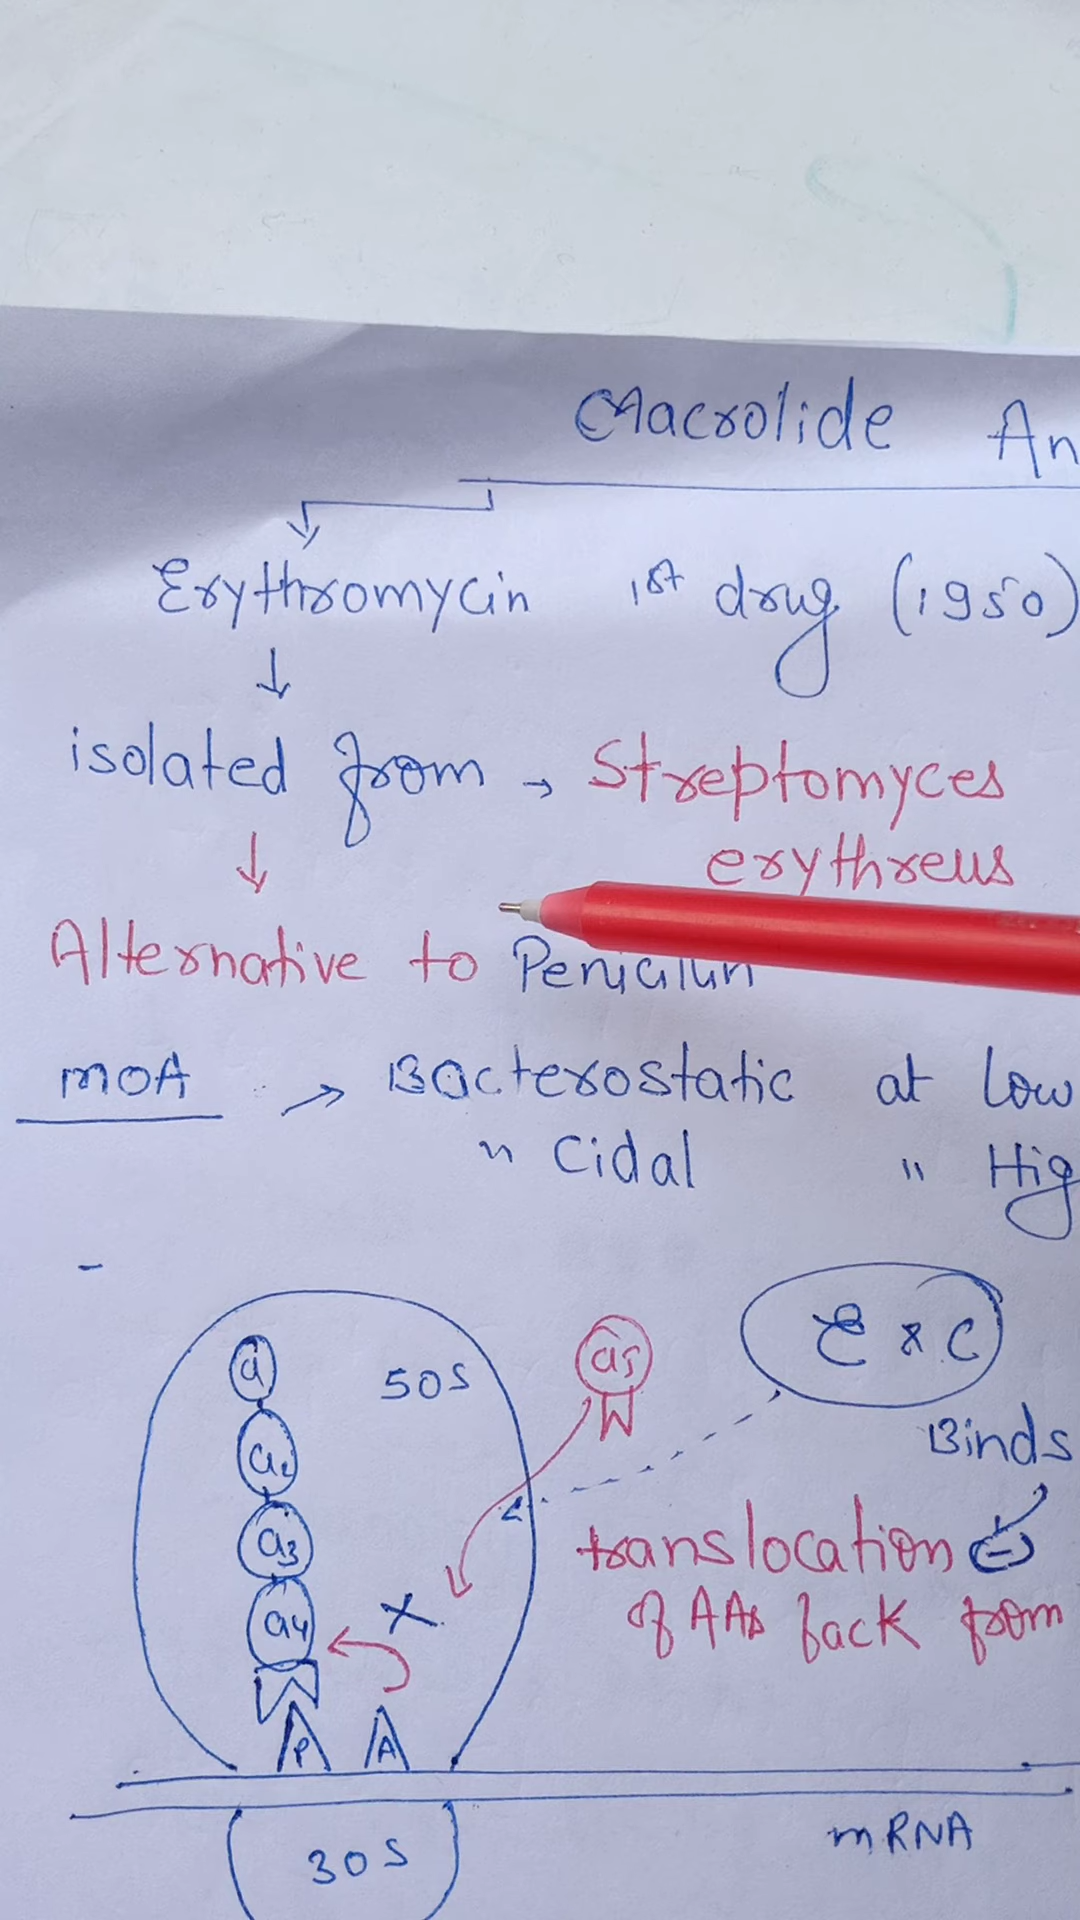 Macrolide An
Erythromycin 1st drug (1950)
↓
isolated from → Streptomyces
erythreus
↓
Alternative to Penicillin
MOA → Bacterostatic at Low
" Cidal " Hig
a 50s a5 E & C
a2 Binds
a3 translocation
a4 of AAs back from
P A
mRNA
30s